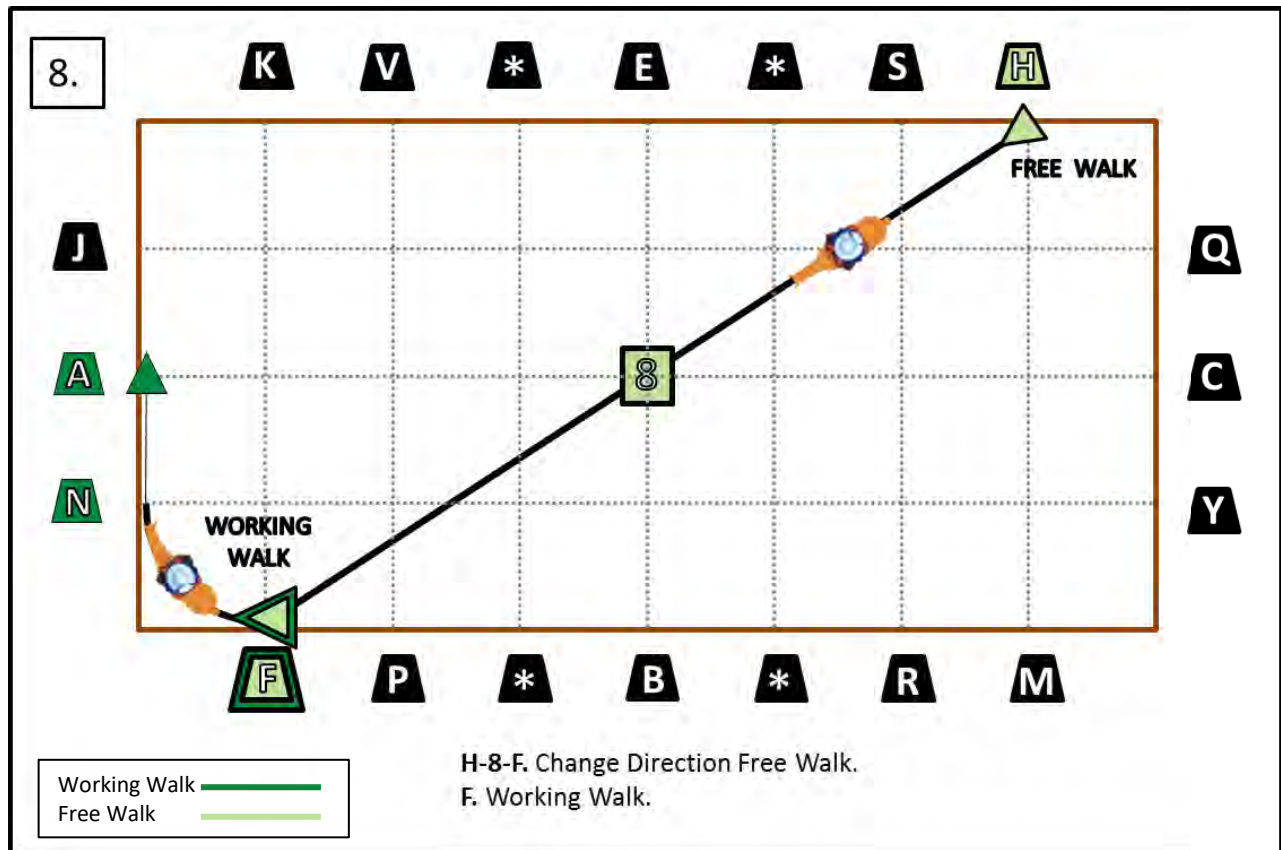 8.
K V * E * S H
FREE WALK
J Q
8
A C
N Y
WORKING
WALK
F P * B * R M
H-8-F. Change Direction Free Walk.
F. Working Walk.
Working Walk
Free Walk